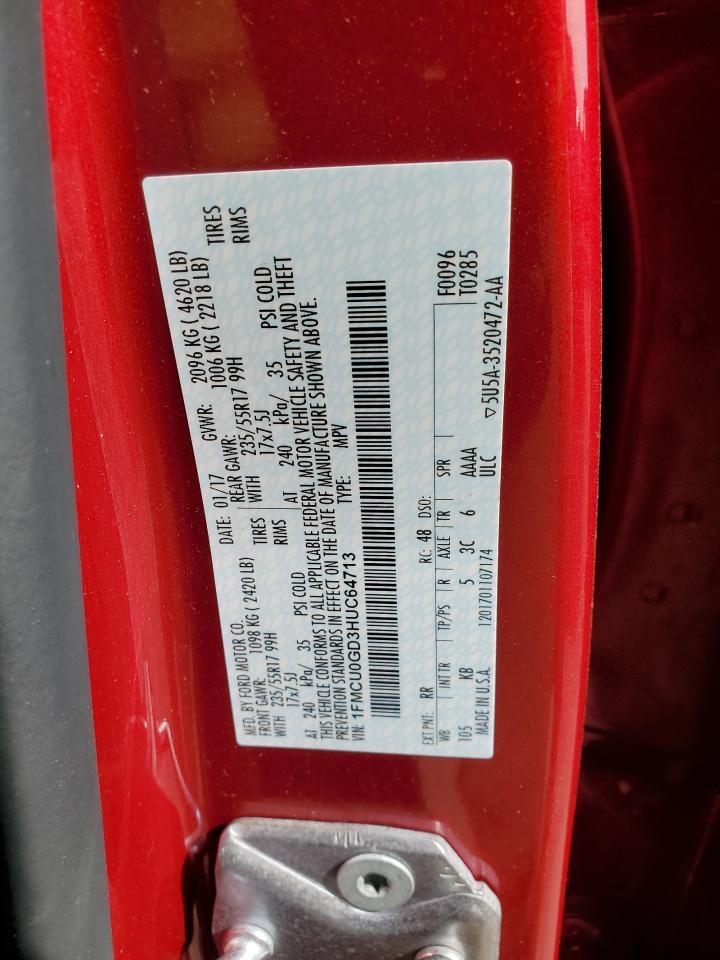 MFD. BY FORD MOTOR CO.
DATE: 01/17 GVWR: 2096 KG ( 4620 LB)
FRONT GAWR: 1098 KG ( 2420 LB) REAR GAWR: 1006 KG ( 2218 LB)
WITH 235/55R17 99H TIRES WITH 235/55R17 99H TIRES
17x7.5J RIMS 17x7.5J RIMS
AT 240 kPa/ 35 PSI COLD AT 240 kPa/ 35 PSI COLD
THIS VEHICLE CONFORMS TO ALL APPLICABLE FEDERAL MOTOR VEHICLE SAFETY AND THEFT
PREVENTION STANDARDS IN EFFECT ON THE DATE OF MANUFACTURE SHOWN ABOVE.
VIN: 1FMCU0GD3HUC64713 TYPE: MPV
EXT PNT: RR RC: 48 DSO: F0096
WB INT TR TP/PS R AXLE TR SPR T0285
105 KB 5 3C 6 AAAA
MADE IN U.S.A. 1201701107174 ULC ▽5U5A-3520472-AA